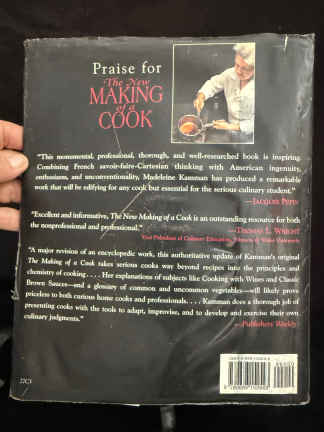 Praise for
The New
MAKING
of a
COOK
"This monumental, professional, thorough, and well-researched book is inspiring.
Combining French savoir-faire-Cartesian thinking with American ingenuity,
enthusiasm, and unconventionality, Madeleine Kamman has produced a remarkable
work that will be edifying for any cook but essential for the serious culinary student."
—JACQUES PÉPIN
"Excellent and informative, The New Making of a Cook is an outstanding resource for both
the nonprofessional and professional."
—THOMAS L. WRIGHT
"A major revision of an encyclopedic work, this authoritative update of Kamman's original
The Making of a Cook takes serious cooks way beyond recipes into the principles and
chemistry of cooking. . . . Her explanations of subjects like Cooking with Wines and Classic
Brown Sauces—and a glossary of common and uncommon vegetables—will likely prove
priceless to both curious home cooks and professionals. . . . Kamman does a thorough job of
presenting cooks with the tools to adapt, improvise, and to develop and exercise their own
culinary judgments."
—Publishers Weekly